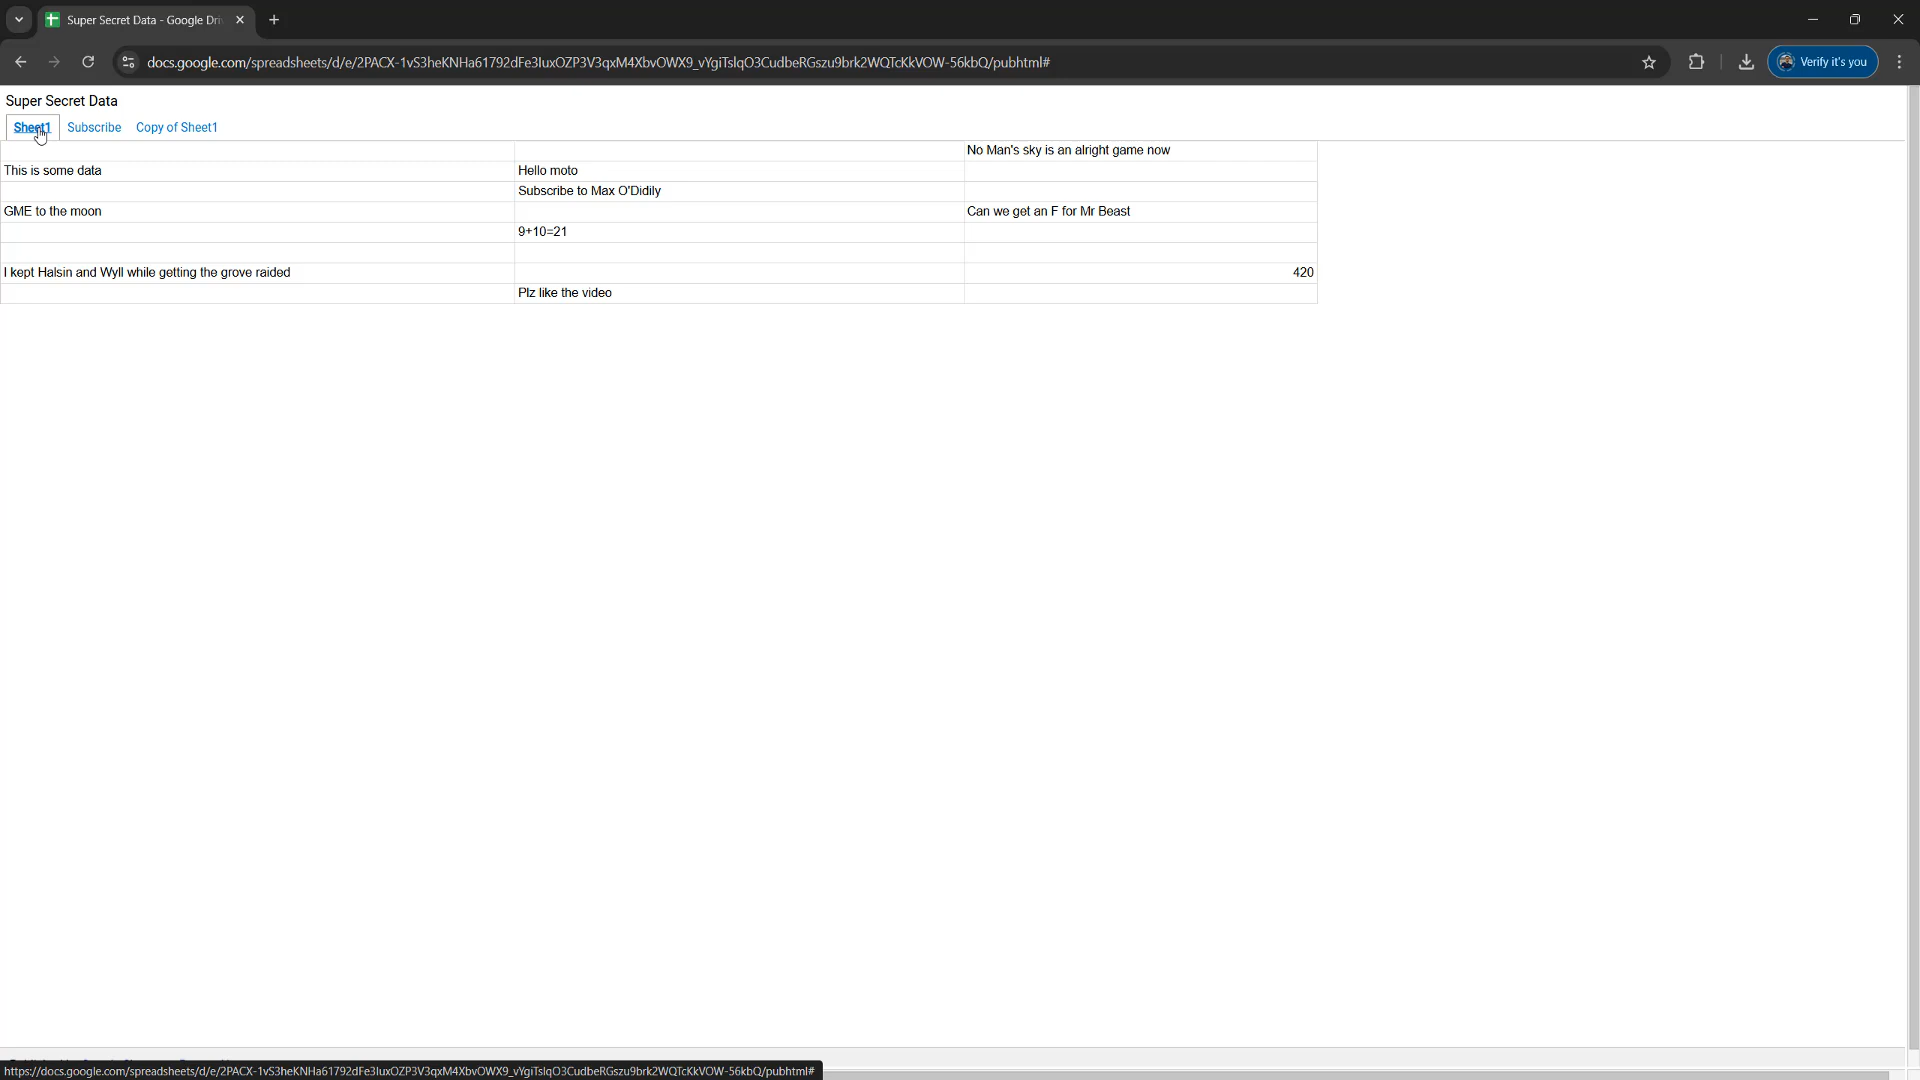 Super Secret Data - Google Dri
docs.google.com/spreadsheets/d/e/2PACX-1vS3heKNHa61792dFe3luxOZP3V3qxM4XbvOWX9_vYgiTslqO3CudbeRGszu9brk2WQTcKkVOW-56kbQ/pubhtml#
Verify it's you
Super Secret Data
Sheet1 Subscribe Copy of Sheet1
No Man's sky is an alright game now
This is some data Hello moto
Subscribe to Max O'Didily
GME to the moon Can we get an F for Mr Beast
9+10=21
I kept Halsin and Wyll while getting the grove raided 420
Plz like the video
https://docs.google.com/spreadsheets/d/e/2PACX-1vS3heKNHa61792dFe3luxOZP3V3qxM4XbvOWX9_vYgiTslqO3CudbeRGszu9brk2WQTcKkVOW-56kbQ/pubhtml#